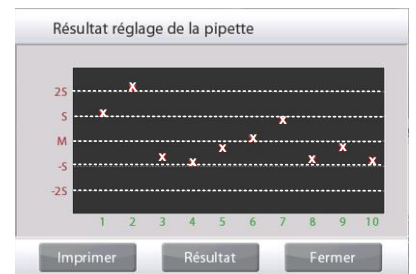 Résultat réglage de la pipette
2S
S
M
-S
-2S
x x x x x x x x x x
1 2 3 4 5 6 7 8 9 10
Imprimer Résultat Fermer